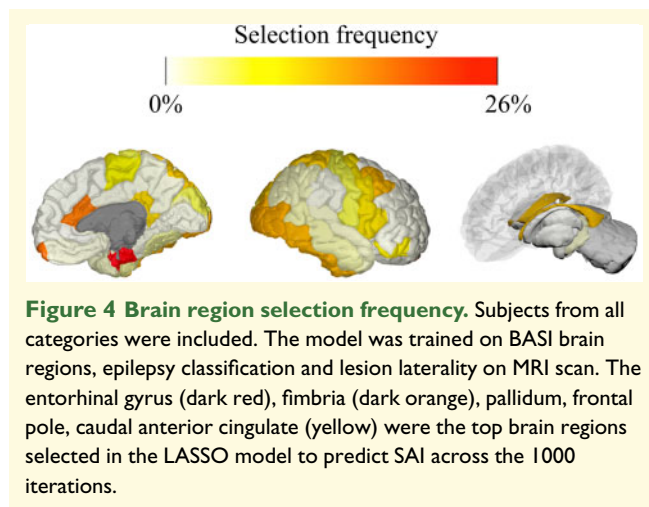 Selection frequency
0% 26%
Figure 4 Brain region selection frequency. Subjects from all
categories were included. The model was trained on BASI brain
regions, epilepsy classification and lesion laterality on MRI scan. The
entorhinal gyrus (dark red), fimbria (dark orange), pallidum, frontal
pole, caudal anterior cingulate (yellow) were the top brain regions
selected in the LASSO model to predict SAI across the 1000
iterations.